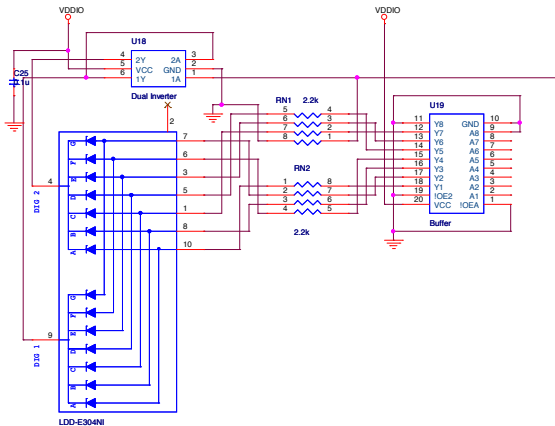 VDDIO
VDDIO
U18
4 2Y 2A 3
5 VCC GND 2
6 1Y 1A 1
Dual Inverter
C25
.1u
RN1 2.2k
5 4
6 3
7 2
8 1
U19
11 Y8 GND 10
12 Y7 A8 9
13 Y6 A7 8
14 Y5 A6 7
15 Y4 A5 6
16 Y3 A4 5
17 Y2 A3 4
18 Y1 A2 3
19 !OE2 A1 2
20 VCC !OEA 1
Buffer
RN2
1 8
2 7
3 6
4 5
2.2k
2
G 7
F 6
E 3
D 5
C 1
B 8
A 10
4
DIG 2
G
F
E
D
C
B
A
9
DIG 1
LDD-E304NI